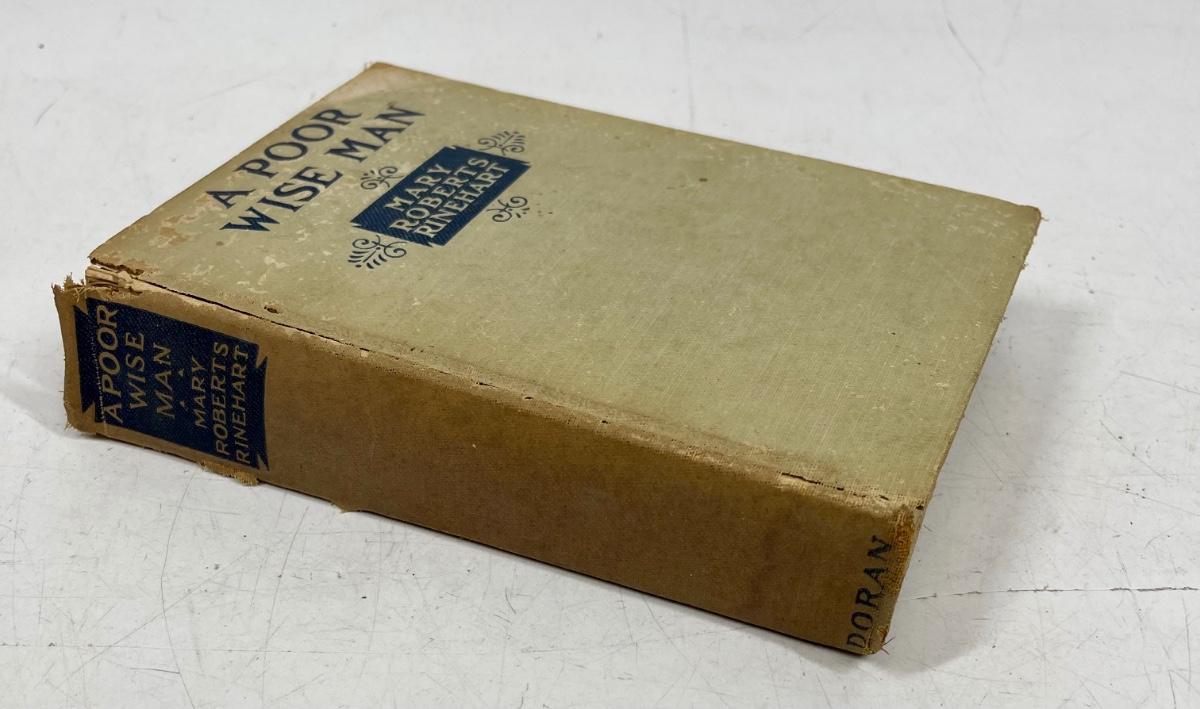 A POOR
WISE MAN
MARY
ROBERTS
RINEHART
A POOR
WISE
MAN
MARY
ROBERTS
RINEHART
DORAN